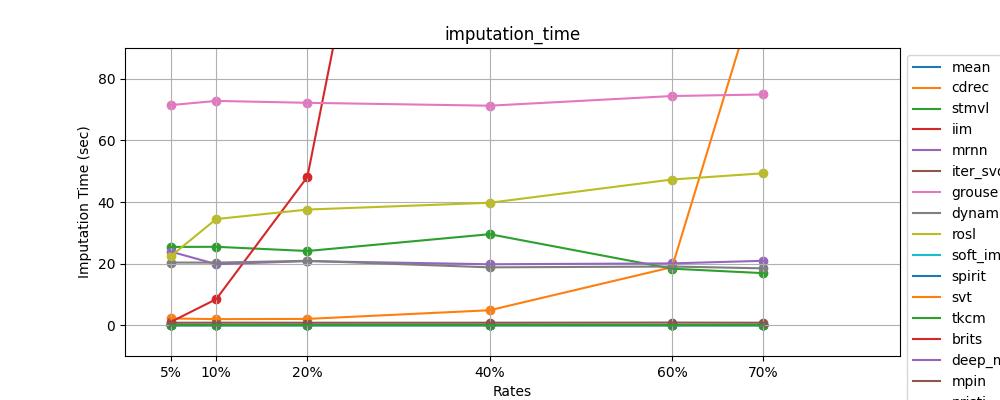 imputation_time
Imputation Time (sec)
80
60
40
20
0
5%
10%
20%
40%
60%
70%
Rates
mean
cdrec
stmvl
iim
mrnn
iter_svd
grouse
dynam
rosl
soft_im
spirit
svt
tkcm
brits
deep_m
mpin